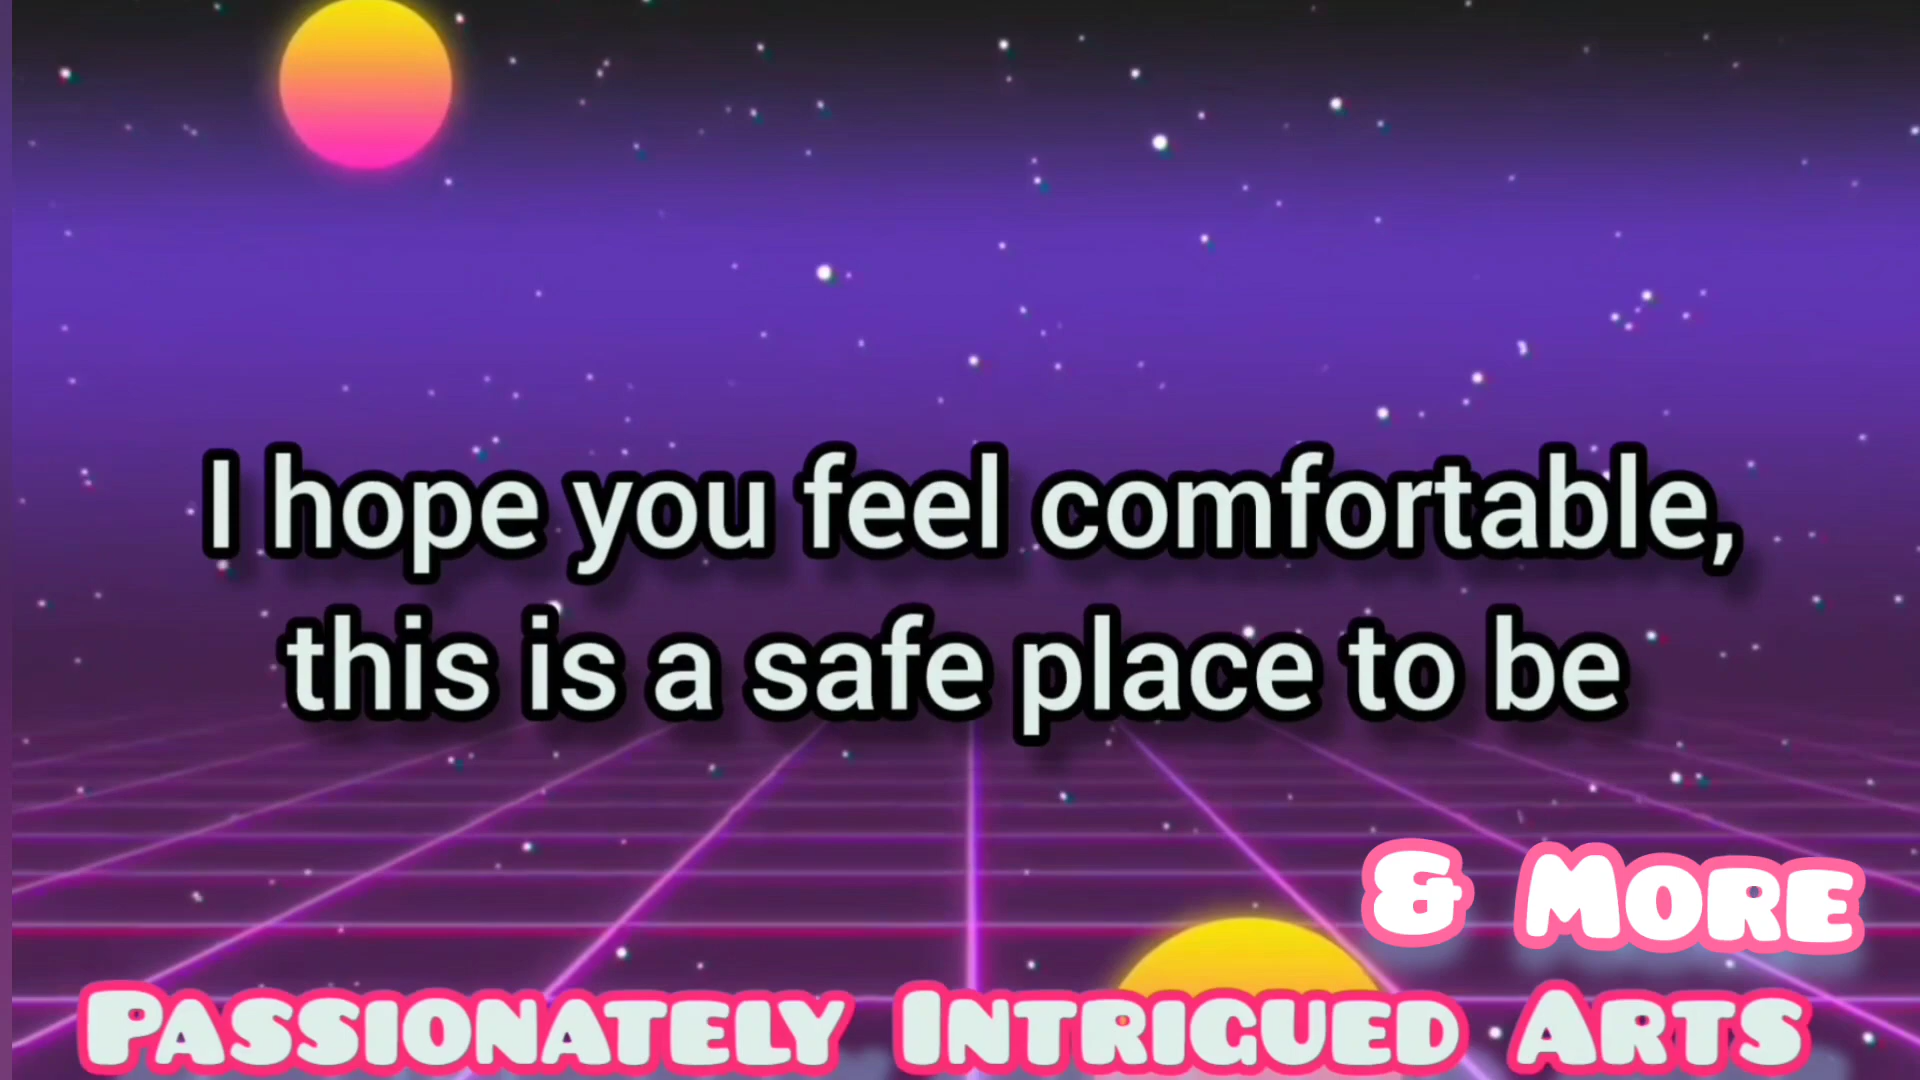 I hope you feel comfortable,
this is a safe place to be
& More
Passionately Intrigued Arts